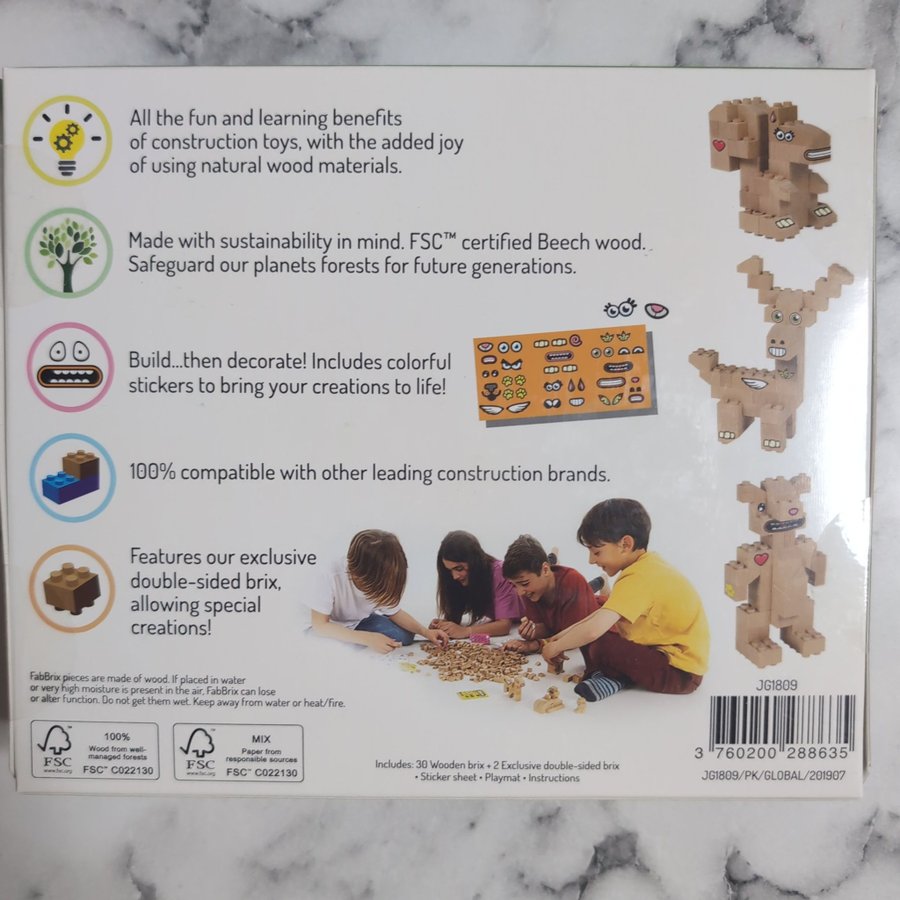 All the fun and learning benefits
of construction toys, with the added joy
of using natural wood materials.
Made with sustainability in mind. FSC™ certified Beech wood.
Safeguard our planets forests for future generations.
Build...then decorate! Includes colorful
stickers to bring your creations to life!
100% compatible with other leading construction brands.
Features our exclusive
double-sided brix,
allowing special
creations!
FabBrix pieces are made of wood. If placed in water
or very high moisture is present in the air, FabBrix can lose
or alter function. Do not get them wet. Keep away from water or heat/fire.
FSC
www.fsc.org
100%
Wood from well-
managed forests
FSC™ C022130
FSC
www.fsc.org
MIX
Paper from
responsible sources
FSC™ C022130
Includes: 30 Wooden brix + 2 Exclusive double-sided brix
• Sticker sheet • Playmat • Instructions
JG1809
3 760200 288635
JG1809/PK/GLOBAL/201907